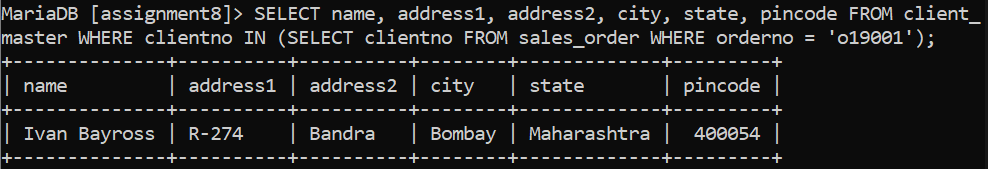 MariaDB [assignment8]> SELECT name, address1, address2, city, state, pincode FROM client_
master WHERE clientno IN (SELECT clientno FROM sales_order WHERE orderno = 'o19001');
+--------------+----------+----------+--------+-------------+---------+
| name         | address1 | address2 | city   | state       | pincode |
+--------------+----------+----------+--------+-------------+---------+
| Ivan Bayross | R-274    | Bandra   | Bombay | Maharashtra |  400054 |
+--------------+----------+----------+--------+-------------+---------+